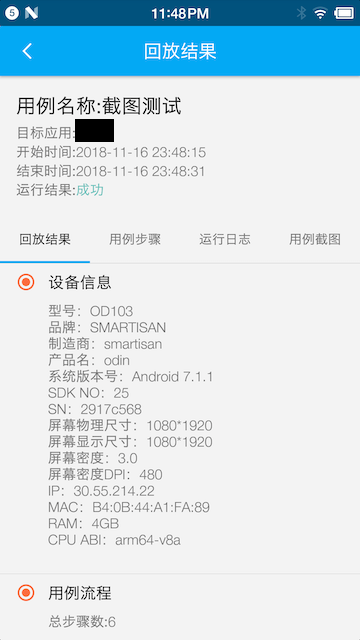 5 N 11:48PM
回放结果
用例名称:截图测试
目标应用:
开始时间:2018-11-16 23:48:15
结束时间:2018-11-16 23:48:31
运行结果:成功
回放结果 用例步骤 运行日志 用例截图
设备信息
型号：OD103
品牌：SMARTISAN
制造商：smartisan
产品名：odin
系统版本号：Android 7.1.1
SDK NO：25
SN：2917c568
屏幕物理尺寸：1080*1920
屏幕显示尺寸：1080*1920
屏幕密度：3.0
屏幕密度DPI：480
IP：30.55.214.22
MAC：B4:0B:44:A1:FA:89
RAM：4GB
CPU ABI：arm64-v8a
用例流程
总步骤数:6